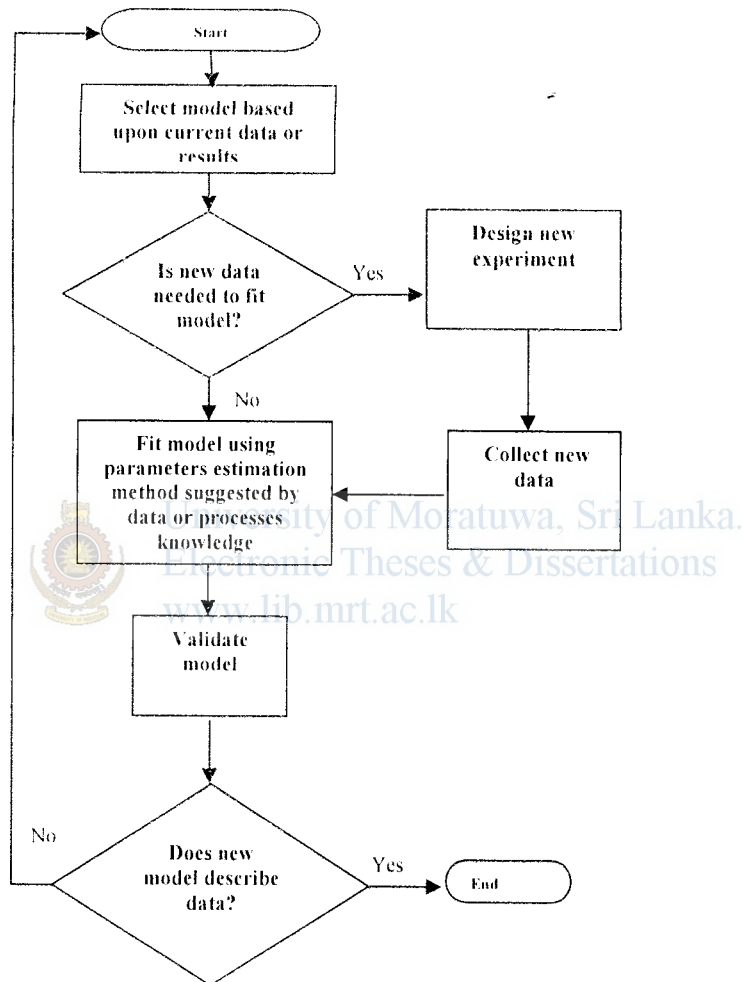 Start
Select model based
upon current data or
results
Is new data
needed to fit
model?
Yes
Design new
experiment
No
Fit model using
parameters estimation
method suggested by
data or processes
knowledge
Collect new
data
University of Moratuwa, Sri Lanka.
Electronic Theses & Dissertations
www.lib.mrt.ac.lk
Validate
model
No
Does new
model describe
data?
Yes
End